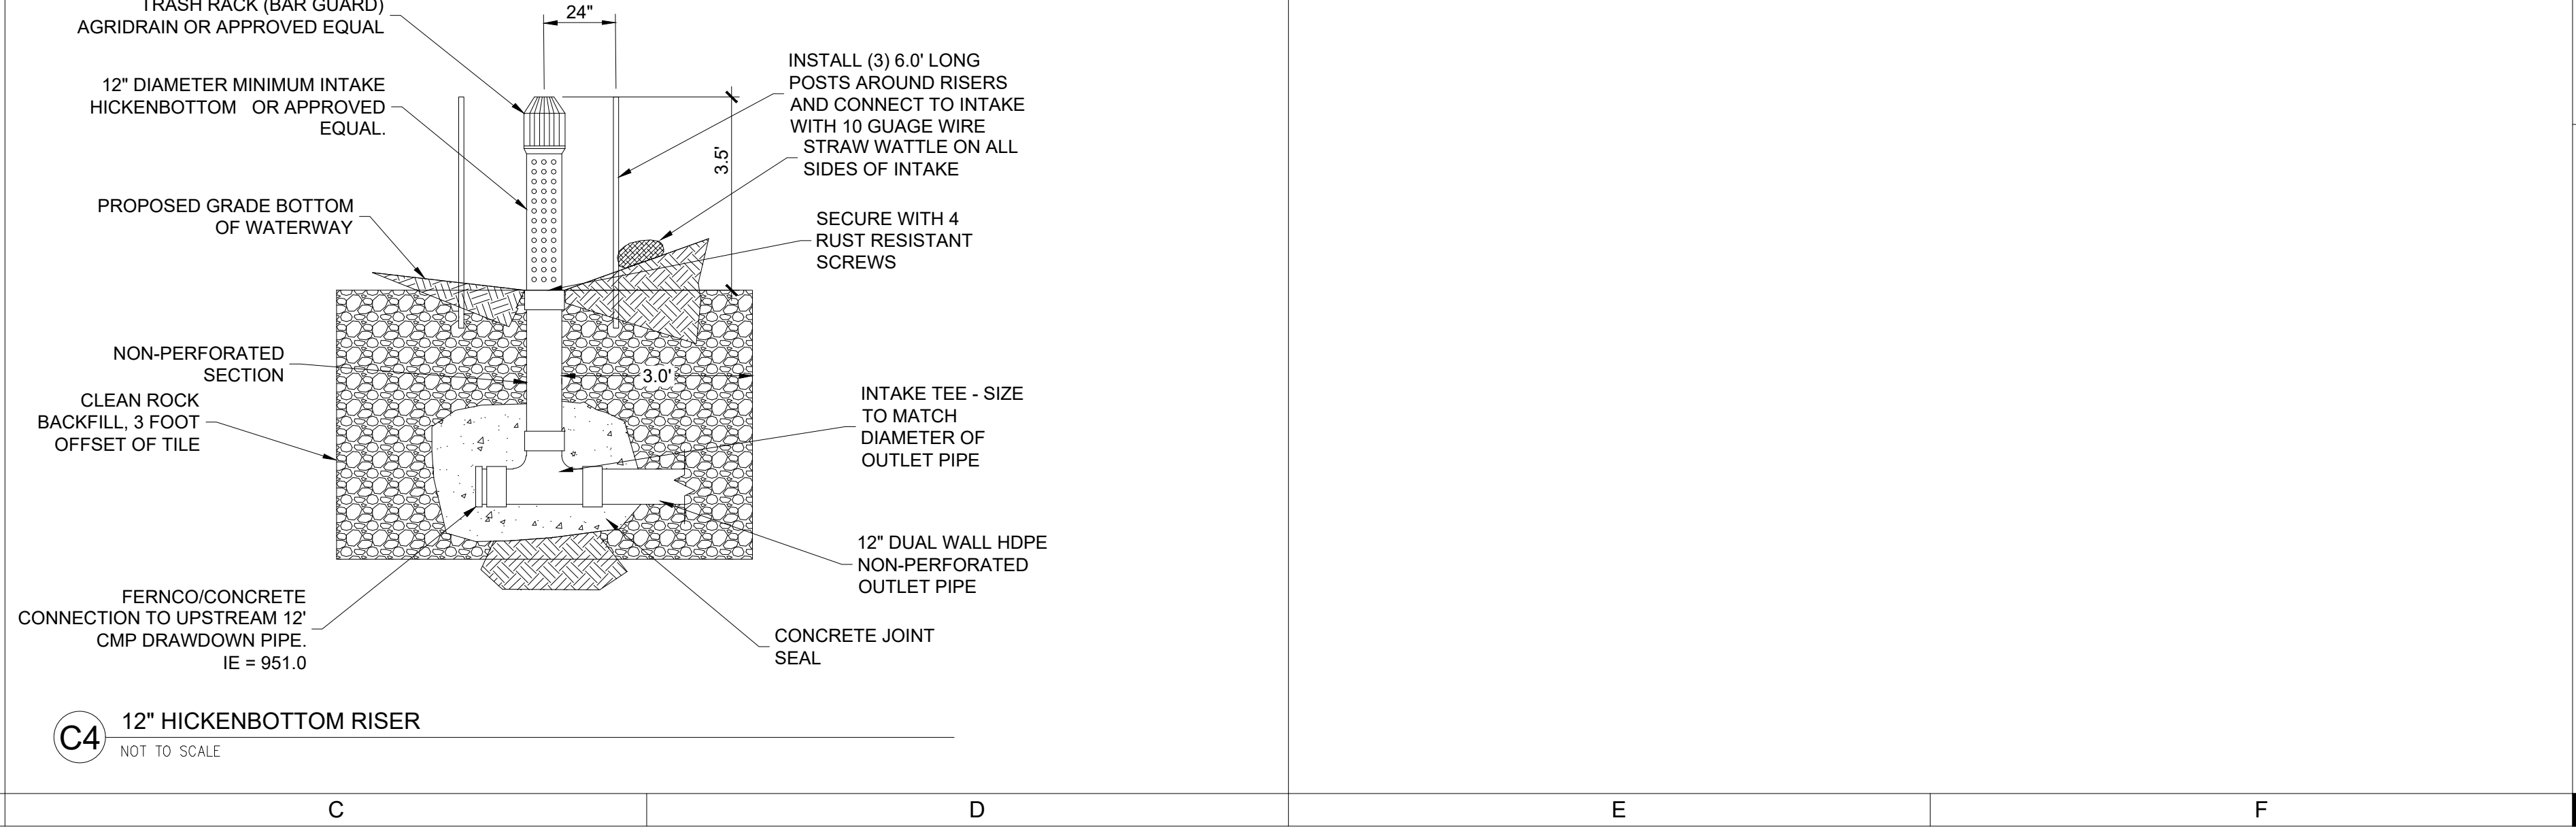 TRASH RACK (BAR GUARD)
AGRIDRAIN OR APPROVED EQUAL
24"
12" DIAMETER MINIMUM INTAKE
HICKENBOTTOM OR APPROVED
EQUAL.
INSTALL (3) 6.0' LONG
POSTS AROUND RISERS
AND CONNECT TO INTAKE
WITH 10 GUAGE WIRE
STRAW WATTLE ON ALL
SIDES OF INTAKE
3.5'
PROPOSED GRADE BOTTOM
OF WATERWAY
SECURE WITH 4
RUST RESISTANT
SCREWS
NON-PERFORATED
SECTION
3.0'
CLEAN ROCK
BACKFILL, 3 FOOT
OFFSET OF TILE
INTAKE TEE - SIZE
TO MATCH
DIAMETER OF
OUTLET PIPE
12" DUAL WALL HDPE
NON-PERFORATED
OUTLET PIPE
FERNCO/CONCRETE
CONNECTION TO UPSTREAM 12'
CMP DRAWDOWN PIPE.
IE = 951.0
CONCRETE JOINT
SEAL
C4
12" HICKENBOTTOM RISER
NOT TO SCALE
C
D
E
F